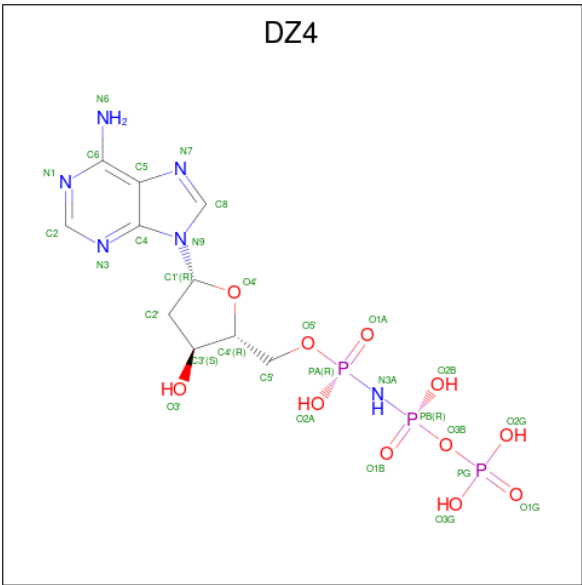 DZ4
N6
NH₂
C6
C5
N7
N
N1
N
C8
C2
N
N3
C4
N
N9
C1'(R)
O4'
O
C2'
O1A
O
O5'
O
C3'(S)
C4'(R)
C5'
PA(R)
P
O2B
OH
HO
O3'
HO
O2A
N3A
N
H
P
PB(R)
O3B
O
O2G
OH
O
O1B
PG
P
HO
O3G
O
O1G